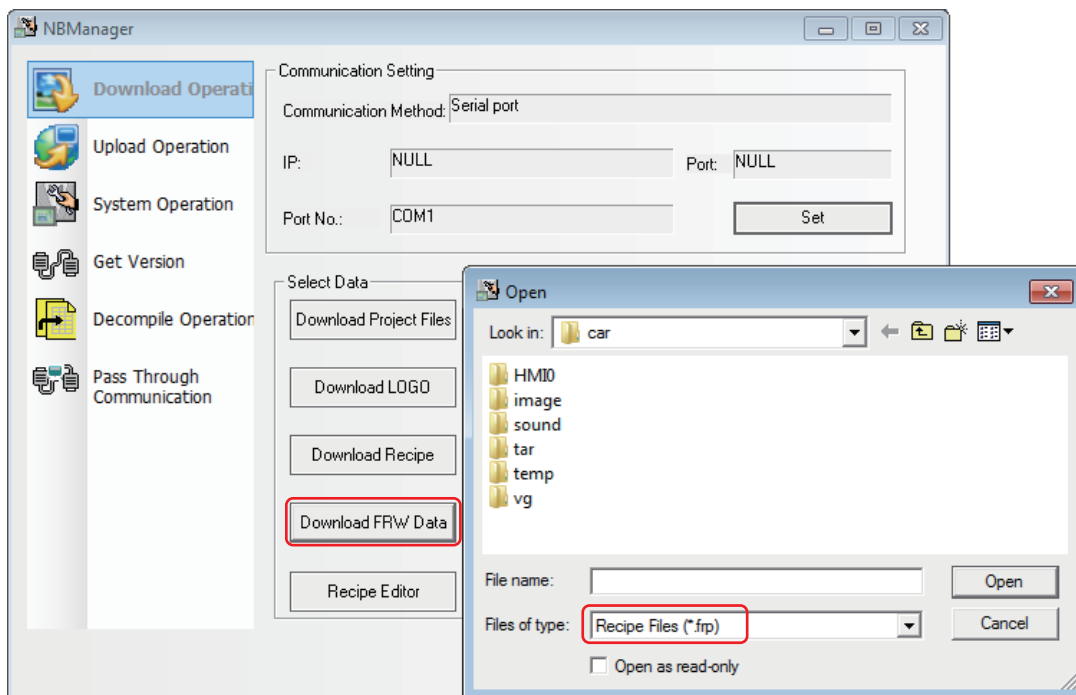 NBManager
Download Operati
Upload Operation
System Operation
Get Version
Decompile Operation
Pass Through
Communication
Communication Setting
Communication Method: Serial port
IP: NULL Port: NULL
Port No.: COM1 Set
Select Data
Download Project Files
Download LOGO
Download Recipe
Download FRW Data
Recipe Editor
Open
Look in: car
HMI0
image
sound
tar
temp
vg
File name: Open
Files of type: Recipe Files (*.frp) Cancel
Open as read-only